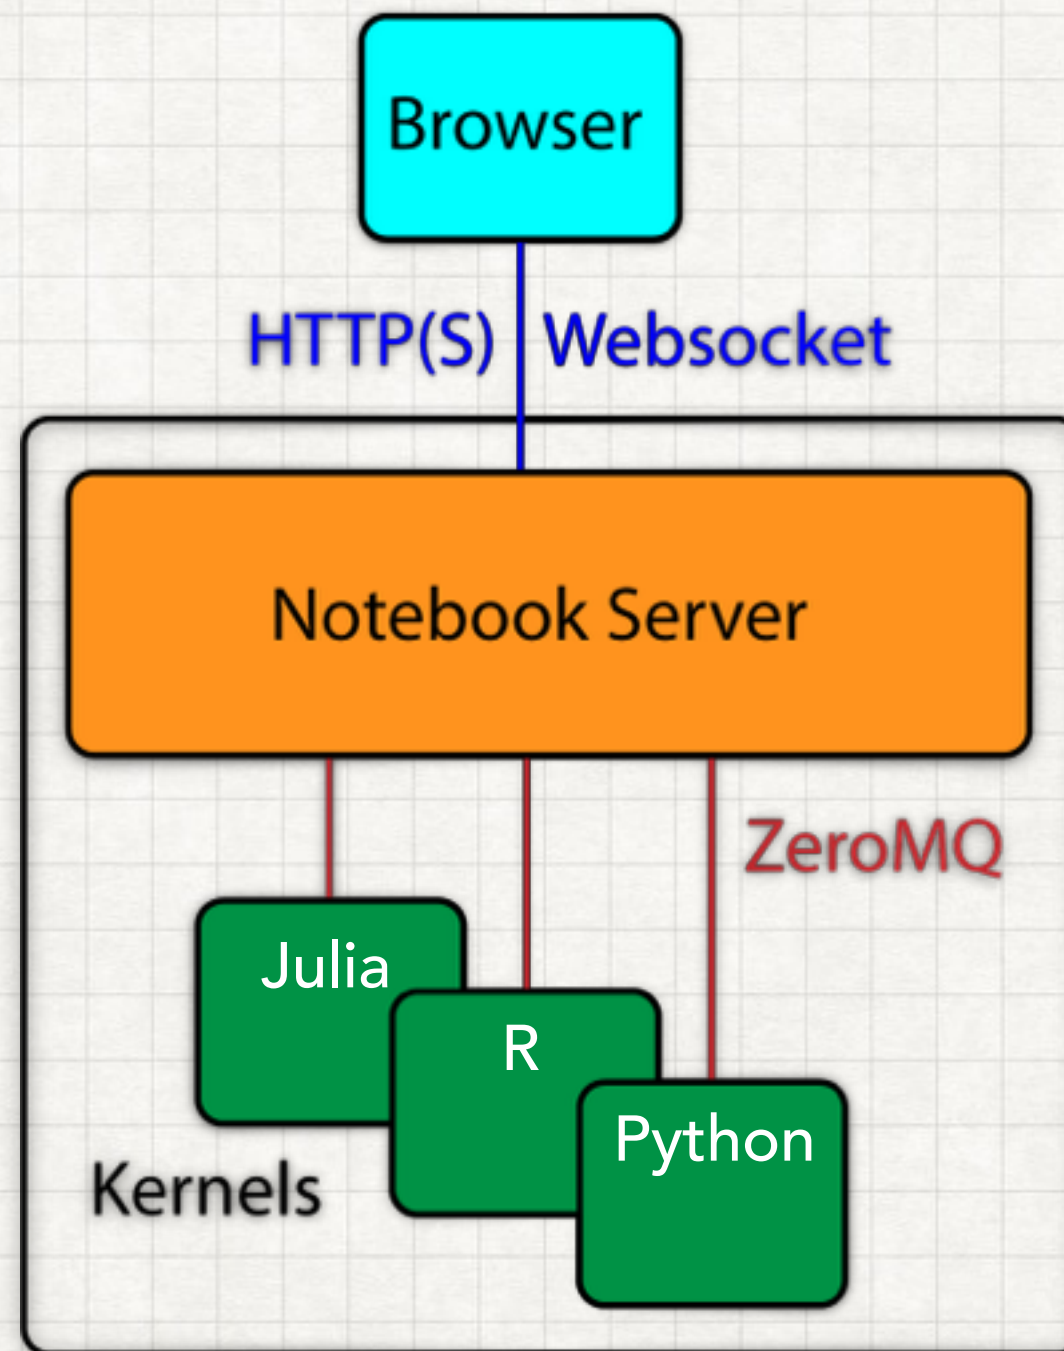 Browser
HTTP(S) Websocket
Notebook Server
ZeroMQ
Julia
R
Python
Kernels